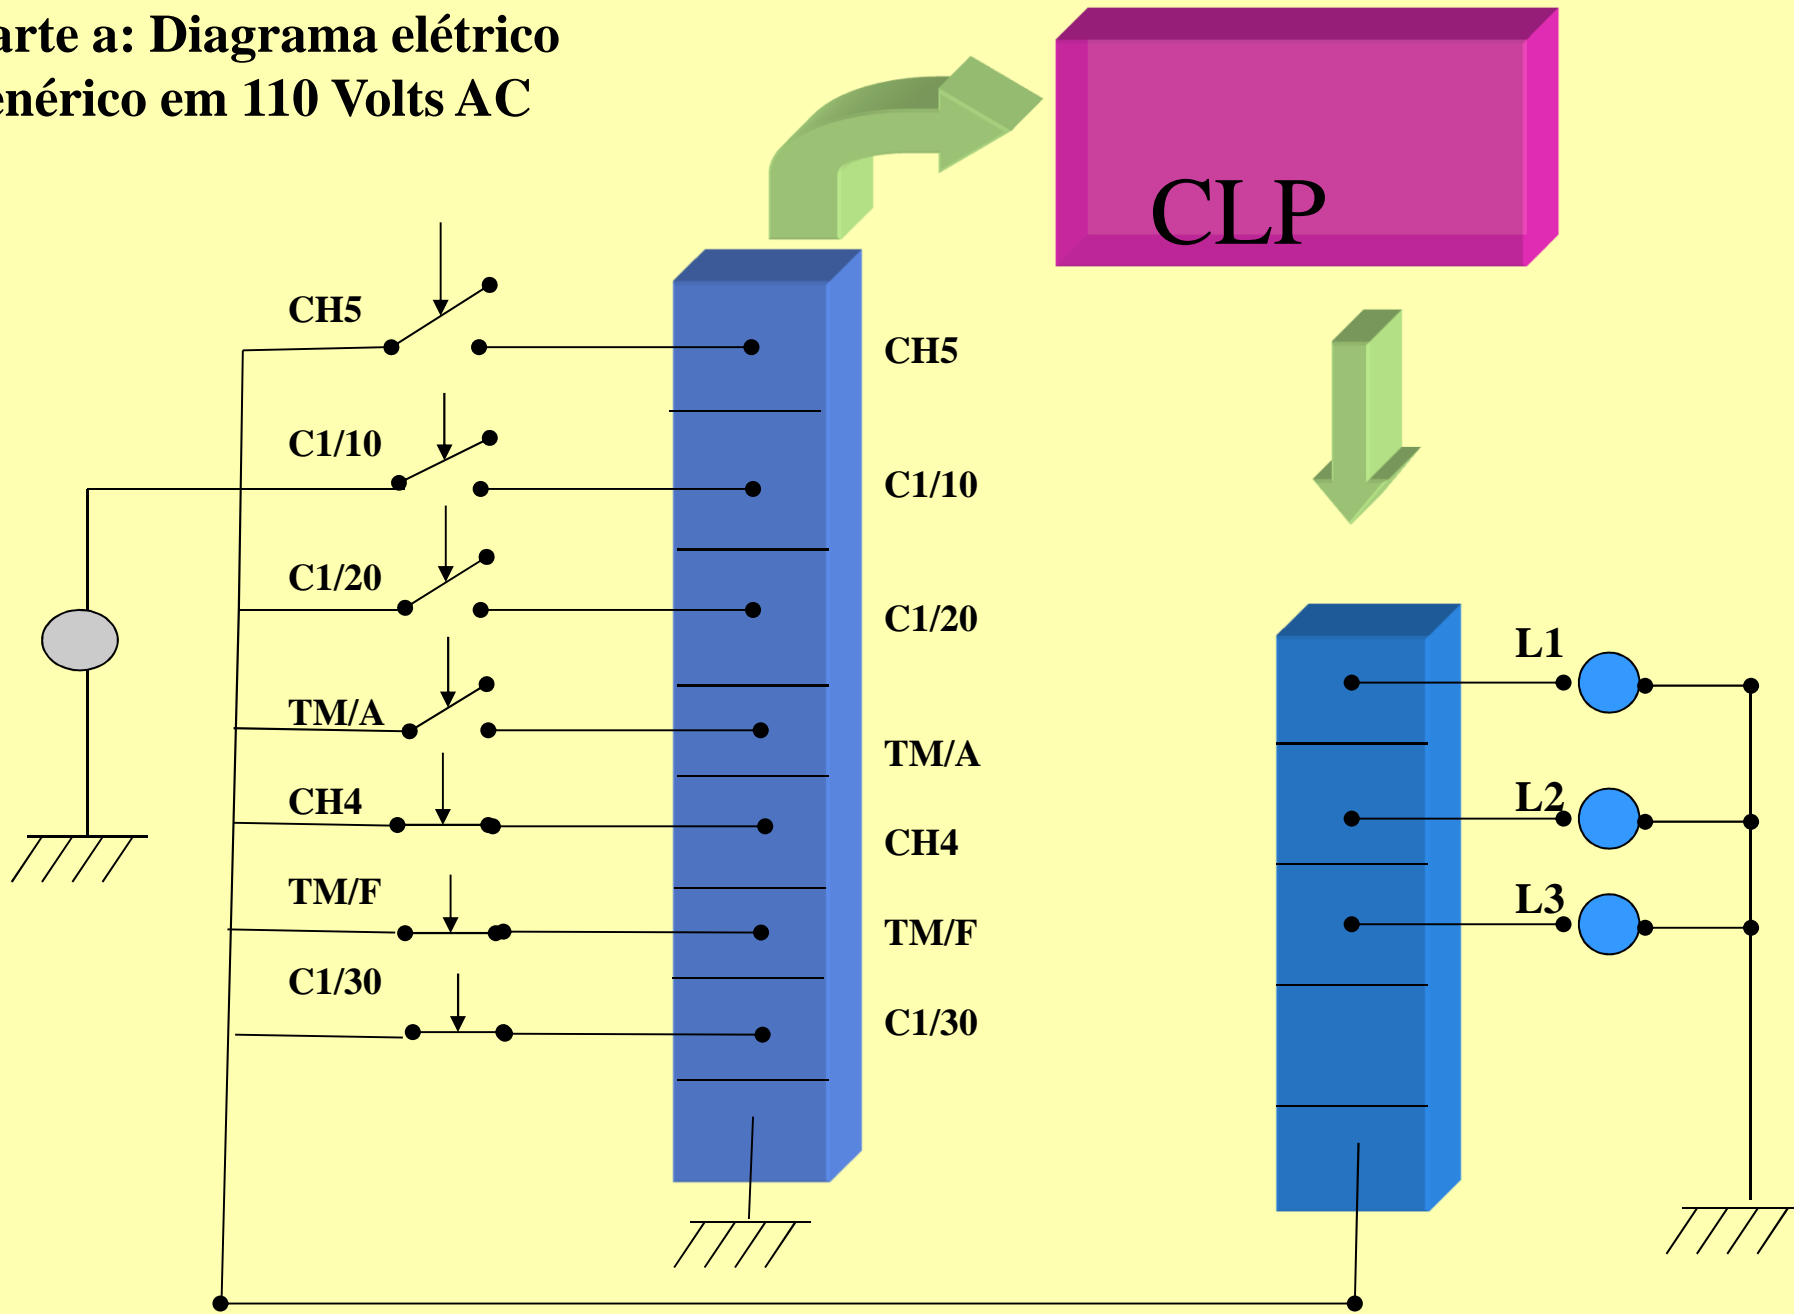 arte a: Diagrama elétrico
enérico em 110 Volts AC
CLP
CH5
CH5
C1/10
C1/10
C1/20
C1/20
TM/A
TM/A
CH4
CH4
TM/F
TM/F
C1/30
C1/30
L1
L2
L3